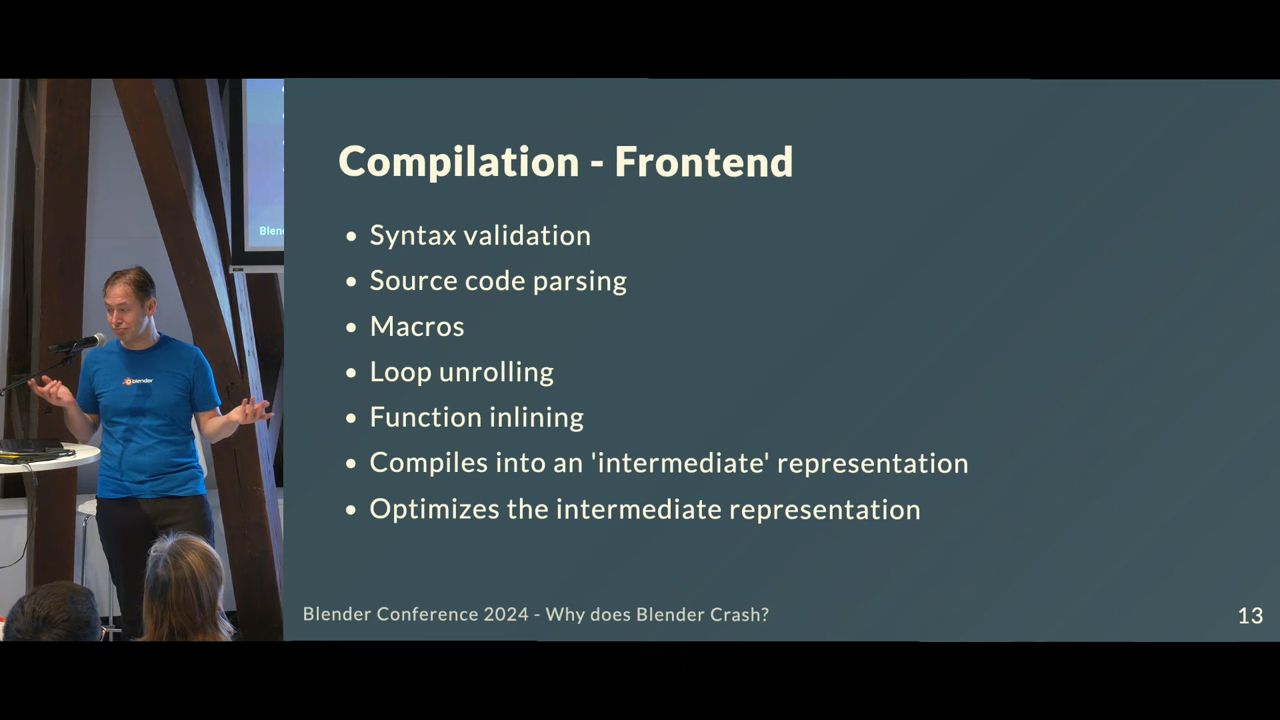 Blen
blender
Compilation - Frontend
• Syntax validation
• Source code parsing
• Macros
• Loop unrolling
• Function inlining
• Compiles into an 'intermediate' representation
• Optimizes the intermediate representation
Blender Conference 2024 - Why does Blender Crash?
13